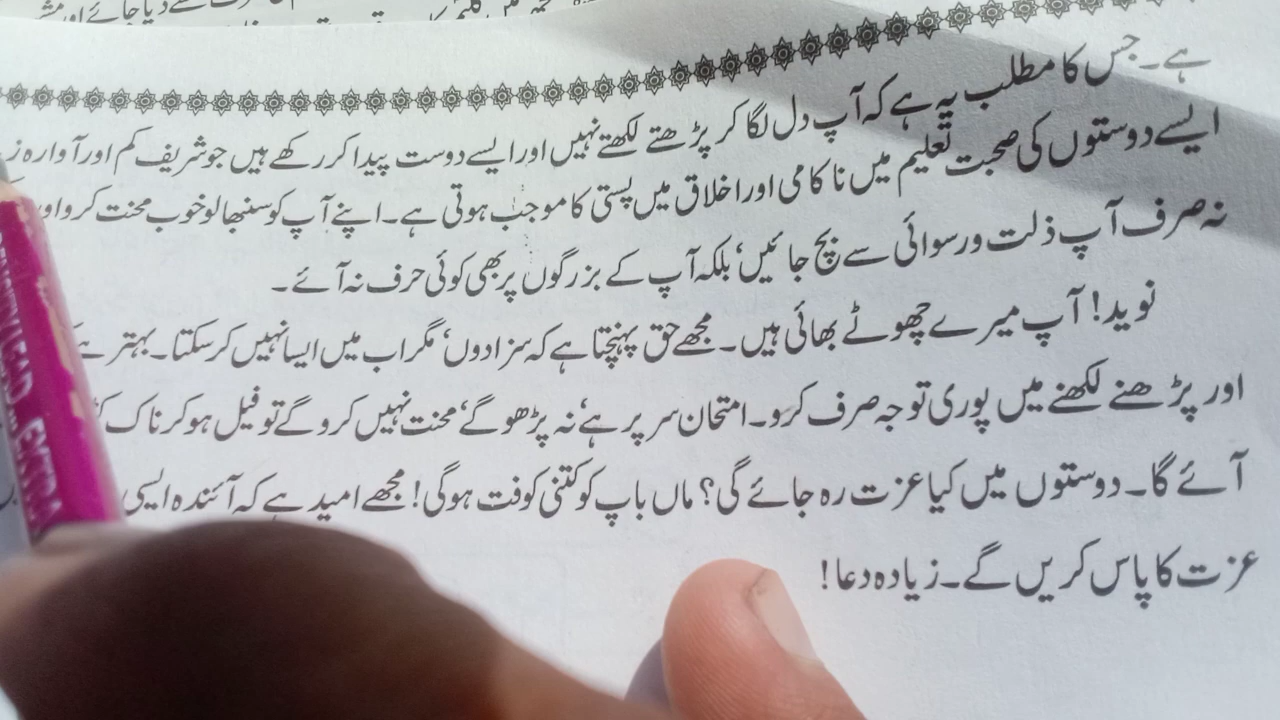 ہے۔ جس کا مطلب یہ ہے کہ آپ دل لگا کر پڑھتے لکھتے نہیں اور ایسے دوست پیدا کر رکھے ہیں جو شریف کم اور آوارہ
ایسے دوستوں کی صحبت تعلیم میں ناکامی اور اخلاق میں پستی کا موجب ہوتی ہے۔ اپنے آپ کو سنبھالو خوب محنت کرو اور
نہ صرف آپ ذلت ورسوائی سے بچ جائیں‘ بلکہ آپ کے بزرگوں پر بھی کوئی حرف نہ آئے۔
نوید! آپ میرے چھوٹے بھائی ہیں۔ مجھے حق پہنچتا ہے کہ سزا دوں‘ مگر اب میں ایسا نہیں کر سکتا۔ بہتر ہے
اور پڑھنے لکھنے میں پوری توجہ صرف کرو۔ امتحان سر پر ہے‘ نہ پڑھو گے‘ محنت نہیں کرو گے تو فیل ہو کر ناک
آئے گا۔ دوستوں میں کیا عزت رہ جائے گی؟ ماں باپ کو کتنی کوفت ہوگی! مجھے امید ہے کہ آئندہ ایسی
عزت کا پاس کریں گے۔ زیادہ دعا!